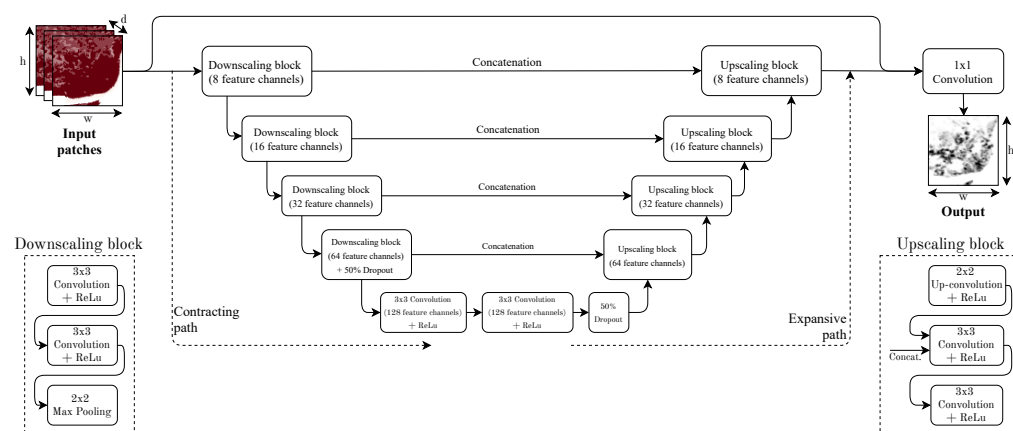 d
h
w
Input
patches
Downscaling block
(8 feature channels)
Concatenation
Upscaling block
(8 feature channels)
1x1
Convolution
Downscaling block
(16 feature channels)
Concatenation
Upscaling block
(16 feature channels)
Downscaling block
(32 feature channels)
Concatenation
Upscaling block
(32 feature channels)
h
w
Output
Downscaling block
(64 feature channels)
+ 50% Dropout
Concatenation
Upscaling block
(64 feature channels)
3x3 Convolution
(128 feature channels)
+ ReLu
3x3 Convolution
(128 feature channels)
+ ReLu
50%
Dropout
Contracting
path
Expansive
path
Downscaling block
3x3
Convolution
+ ReLu
3x3
Convolution
+ ReLu
2x2
Max Pooling
Upscaling block
2x2
Up-convolution
+ ReLu
Concat.
3x3
Convolution
+ ReLu
3x3
Convolution
+ ReLu